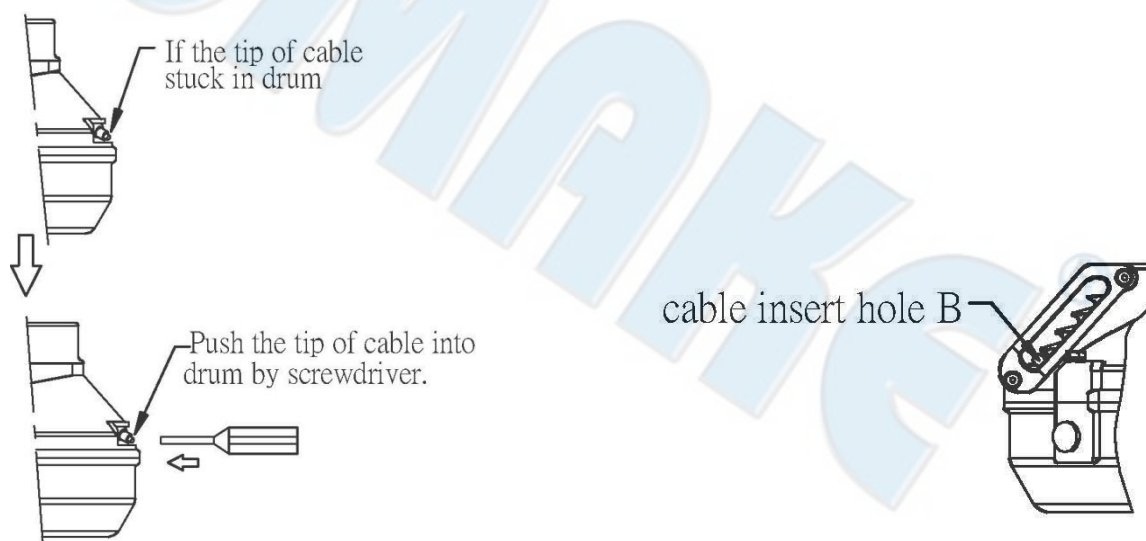 If the tip of cable
stuck in drum
Push the tip of cable into
drum by screwdriver.
cable insert hole B
MAKE®